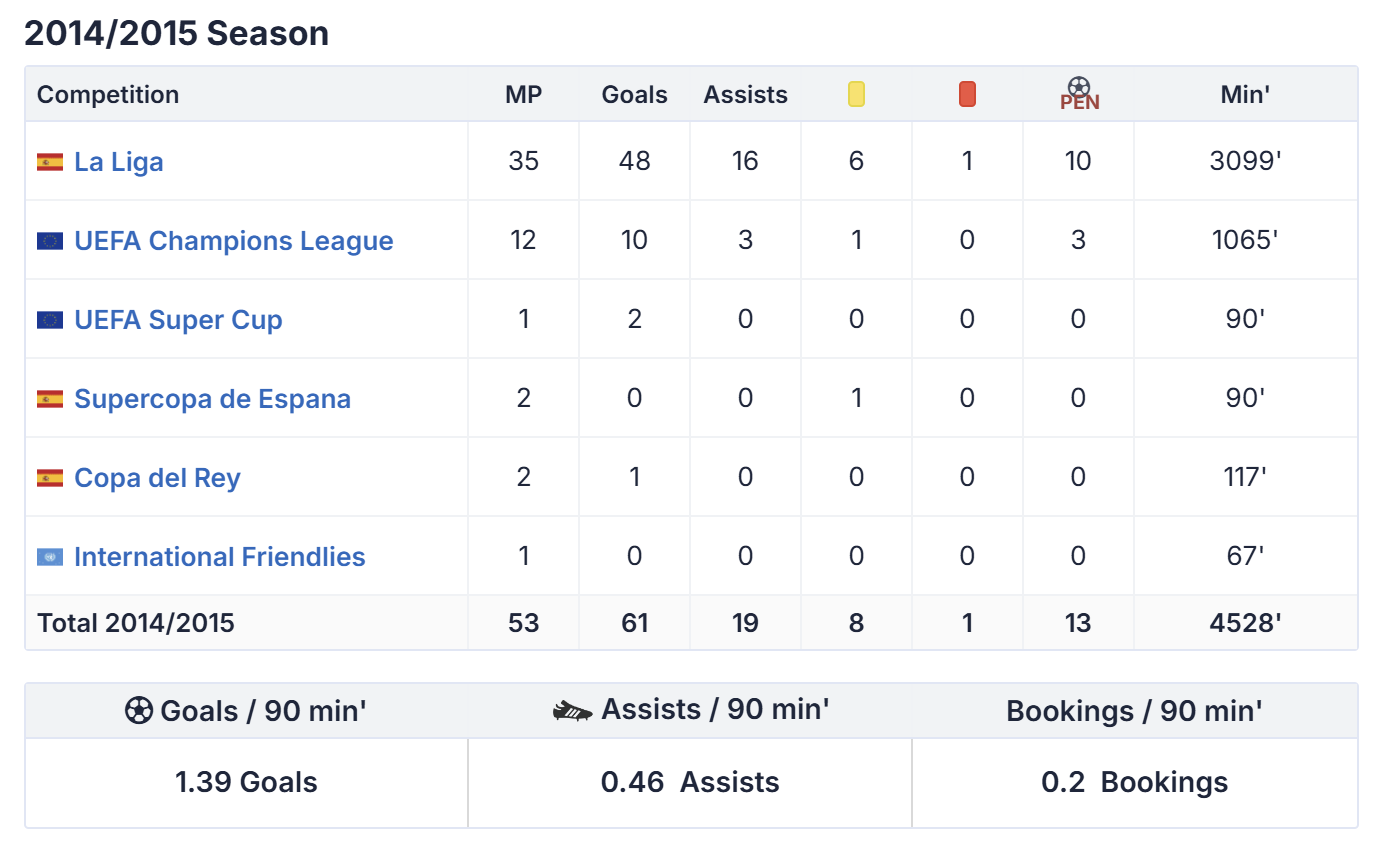 2014/2015 Season
Competition MP Goals Assists PEN Min'
La Liga 35 48 16 6 1 10 3099'
UEFA Champions League 12 10 3 1 0 3 1065'
UEFA Super Cup 1 2 0 0 0 0 90'
Supercopa de Espana 2 0 0 1 0 0 90'
Copa del Rey 2 1 0 0 0 0 117'
International Friendlies 1 0 0 0 0 0 67'
Total 2014/2015 53 61 19 8 1 13 4528'
Goals / 90 min' Assists / 90 min' Bookings / 90 min'
1.39 Goals 0.46 Assists 0.2 Bookings